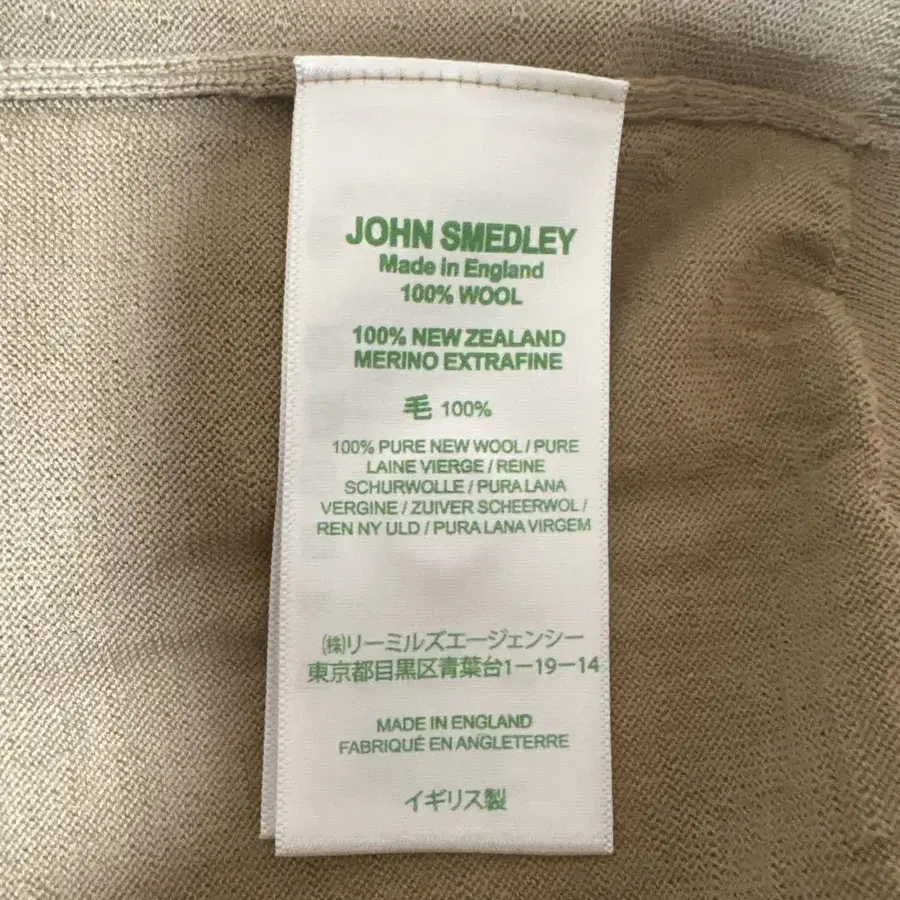 JOHN SMEDLEY
Made in England
100% WOOL
100% NEW ZEALAND
MERINO EXTRAFINE
毛 100%
100% PURE NEW WOOL / PURE
LAINE VIERGE / REINE
SCHURWOLLE / PURA LANA
VERGINE / ZUIVER SCHEERWOL /
REN NY ULD / PURA LANA VIRGEM
㈱リーミルズエージェンシー
東京都目黒区青葉台1-19-14
MADE IN ENGLAND
FABRIQUÉ EN ANGLETERRE
イギリス製